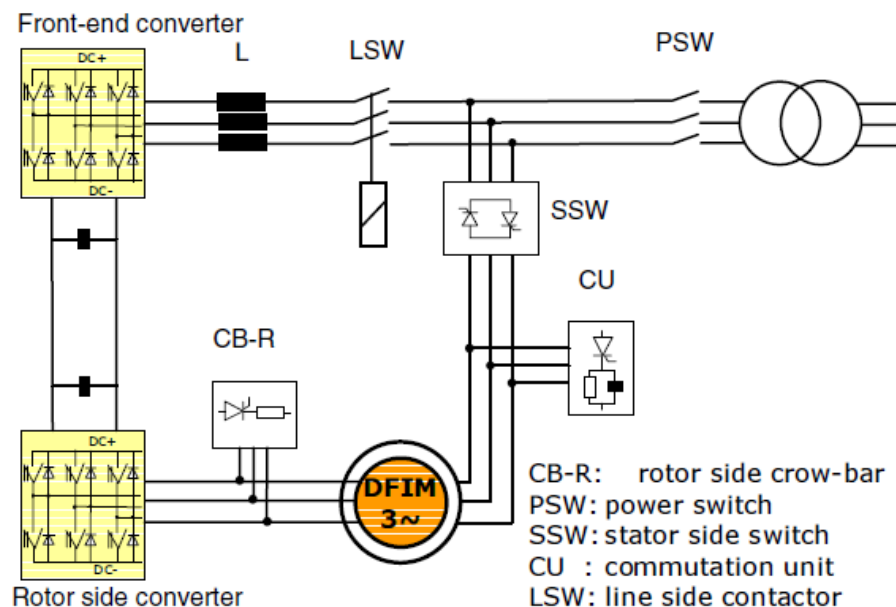 Front-end converter
DC+
DC-
L
LSW
PSW
SSW
CU
CB-R
DC+
DC-
Rotor side converter
DFIM
3~
CB-R: rotor side crow-bar
PSW: power switch
SSW: stator side switch
CU : commutation unit
LSW: line side contactor